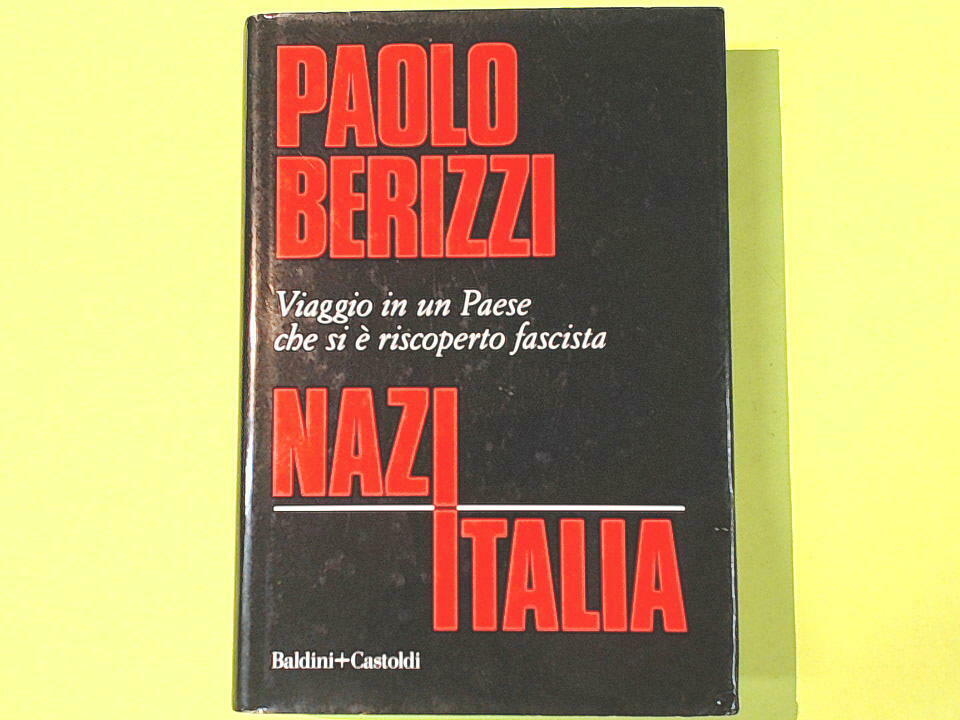 PAOLO
BERIZZI
Viaggio in un Paese
che si è riscoperto fascista
NAZI
ITALIA
Baldini+Castoldi